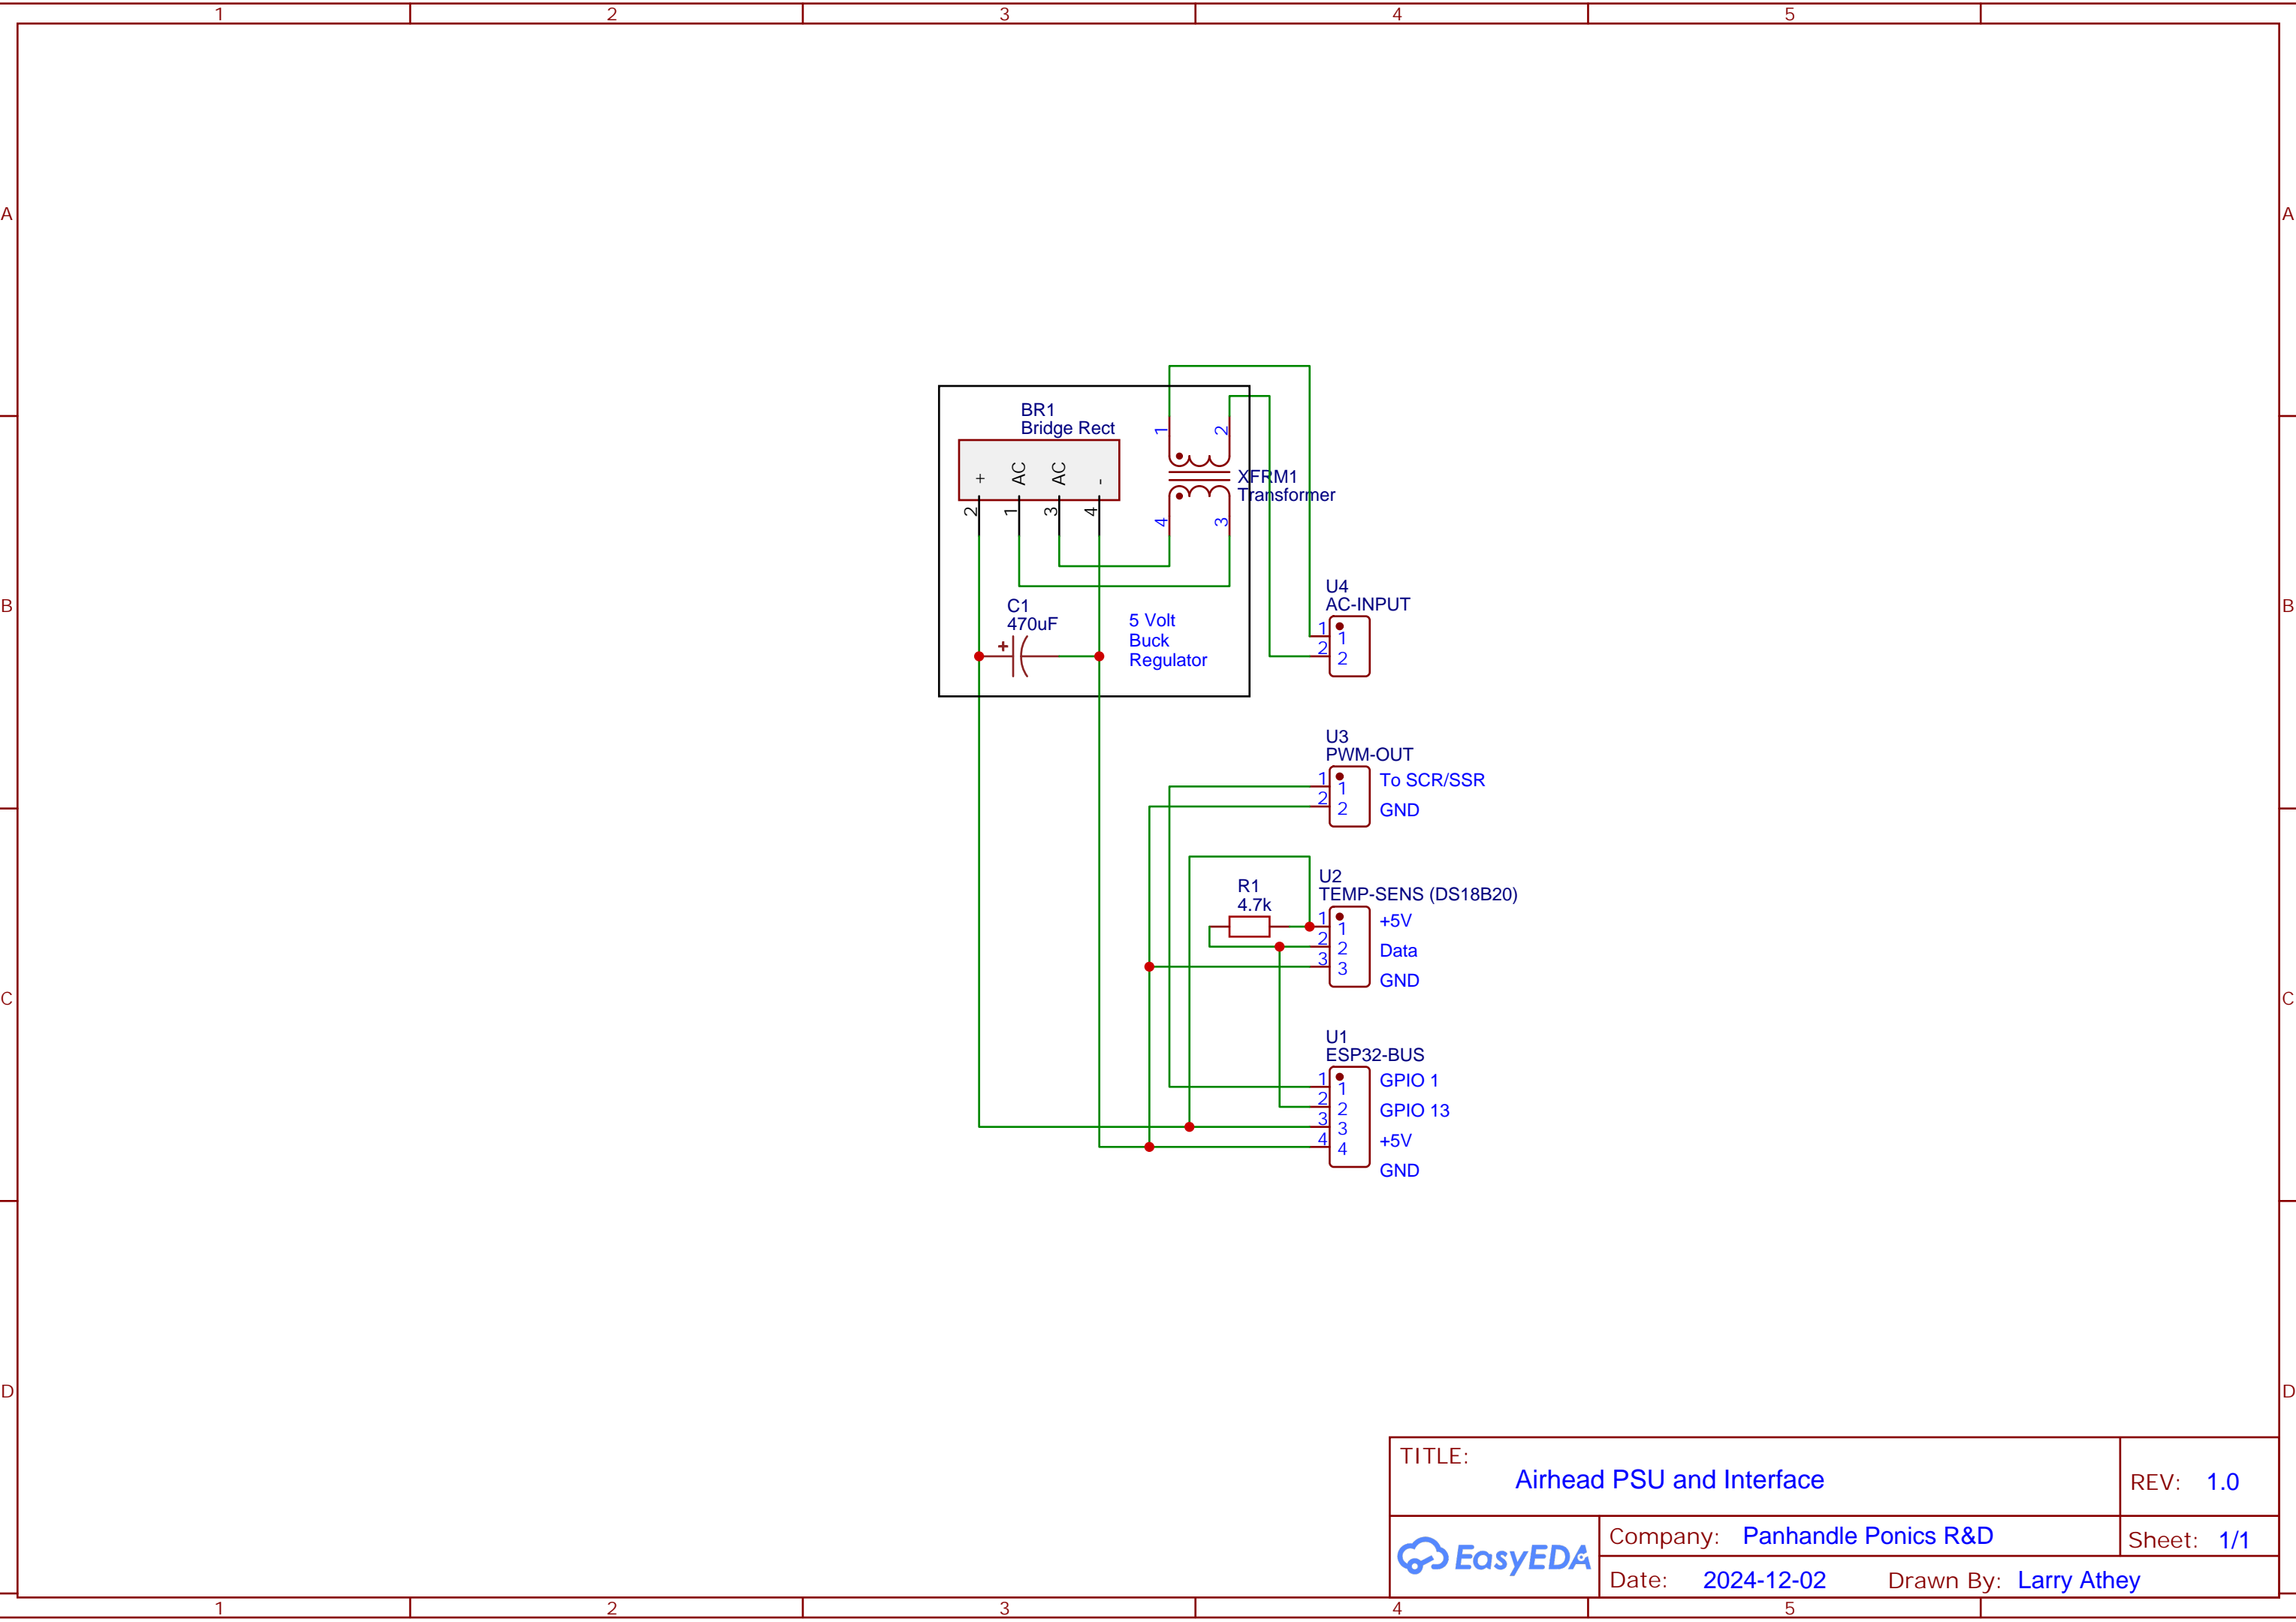 1 2 3 4 5
A A
BR1
Bridge Rect
+ AC AC -
2 1 3 4
1 2
XFRM1
Transformer
4 3
B B
C1
470uF
+
5 Volt
Buck
Regulator
U4
AC-INPUT
1 1
2 2
U3
PWM-OUT
1 1 To SCR/SSR
2 2 GND
R1
4.7k
U2
TEMP-SENS (DS18B20)
1 1 +5V
2 2 Data
3 3 GND
C C
U1
ESP32-BUS
1 1 GPIO 1
2 2 GPIO 13
3 3 +5V
4 4 GND
D D
TITLE:
Airhead PSU and Interface
REV: 1.0
EasyEDA
Company: Panhandle Ponics R&D
Sheet: 1/1
Date: 2024-12-02 Drawn By: Larry Athey
1 2 3 4 5